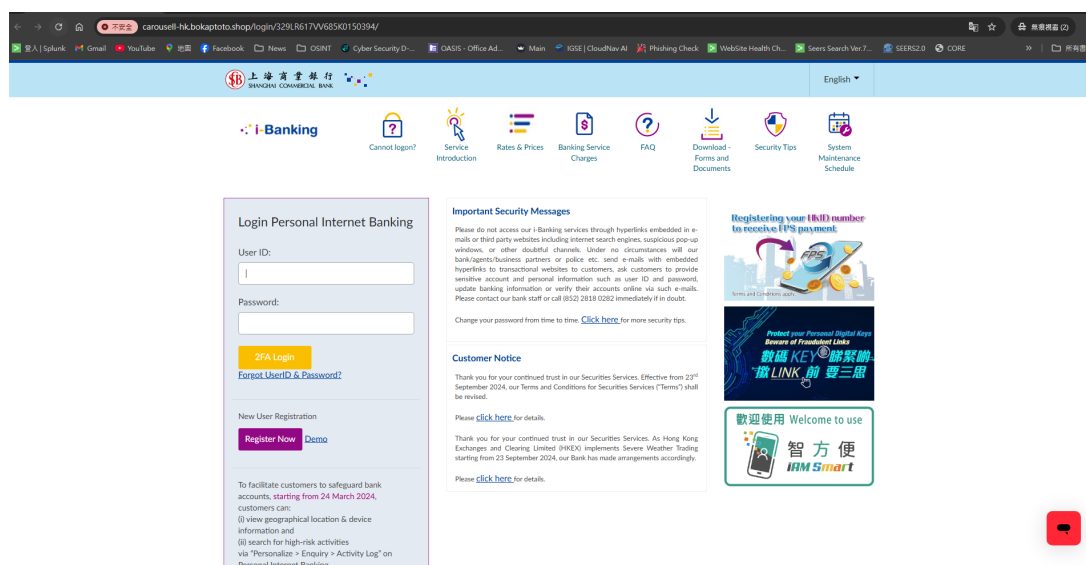 不安全 carousell-hk.bokaptoto.shop/login/329LR617VV685K0150394/
無痕視窗 (2)
登入 | Splunk Gmail YouTube 地圖 Facebook News OSINT Cyber Security D-... OASIS - Office Ad... Main IGSE | CloudNav AI Phishing Check WebSite Health Ch... Seers Search Ver.7... SEERS2.0 CORE » 所有書
上海商業銀行
SHANGHAI COMMERCIAL BANK
English
i-Banking
Cannot logon?
Service
Introduction
Rates & Prices
Banking Service
Charges
FAQ
Download -
Forms and
Documents
Security Tips
System
Maintenance
Schedule
Login Personal Internet Banking
User ID:
Password:
2FA Login
Forgot UserID & Password?
New User Registration
Register Now Demo
To facilitate customers to safeguard bank
accounts, starting from 24 March 2024,
customers can:
(i) view geographical location & device
information and
(ii) search for high-risk activities
via "Personalize > Enquiry > Activity Log" on
Personal Internet Banking
Important Security Messages
Please do not access our i-Banking services through hyperlinks embedded in e-
mails or third party websites including internet search engines, suspicious pop-up
windows, or other doubtful channels. Under no circumstances will our
bank/agents/business partners or police etc. send e-mails with embedded
hyperlinks to transactional websites to customers, ask customers to provide
sensitive account and personal information such as user ID and password,
update banking information or verify their accounts online via such e-mails.
Please contact our bank staff or call (852) 2818 0282 immediately if in doubt.
Change your password from time to time. Click here for more security tips.
Customer Notice
Thank you for your continued trust in our Securities Services. Effective from 23rd
September 2024, our Terms and Conditions for Securities Services ("Terms") shall
be revised.
Please click here for details.
Thank you for your continued trust in our Securities Services. As Hong Kong
Exchanges and Clearing Limited (HKEX) implements Severe Weather Trading
starting from 23 September 2024, our Bank has made arrangements accordingly.
Please click here for details.
Registering your HKID number
to receive FPS payment
FPS
Terms and Conditions apply
Protect your Personal Digital Keys
Beware of Fraudulent Links
數碼KEY 睇緊啲
撳LINK前 要三思
歡迎使用 Welcome to use
智方便
iAM Smart